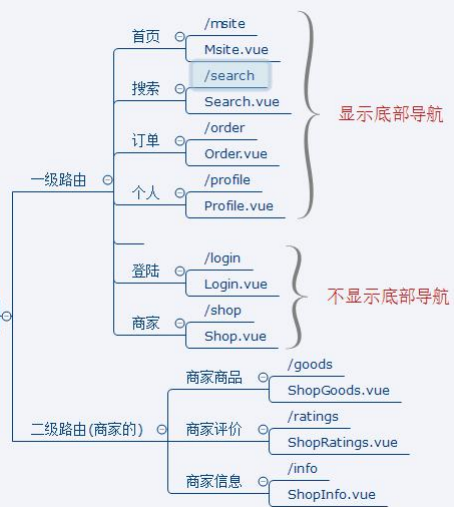 首页
/msite
Msite.vue
搜索
/search
Search.vue
显示底部导航
订单
/order
Order.vue
一级路由
个人
/profile
Profile.vue
登陆
/login
Login.vue
不显示底部导航
商家
/shop
Shop.vue
商家商品
/goods
ShopGoods.vue
二级路由(商家的)
商家评价
/ratings
ShopRatings.vue
商家信息
/info
ShopInfo.vue